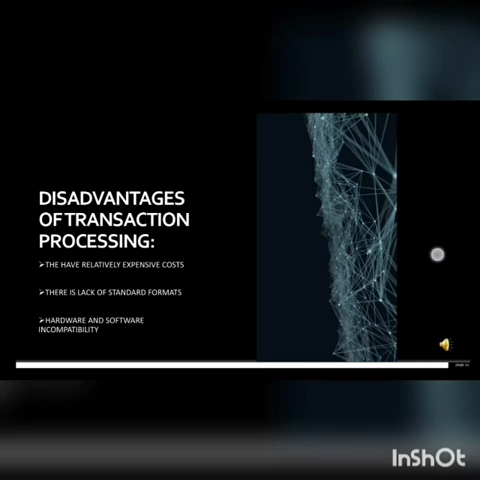 DISADVANTAGES
OF TRANSACTION
PROCESSING:
➢THE HAVE RELATIVELY EXPENSIVE COSTS
➢THERE IS LACK OF STANDARD FORMATS
➢HARDWARE AND SOFTWARE
INCOMPATIBILITY
InShOt